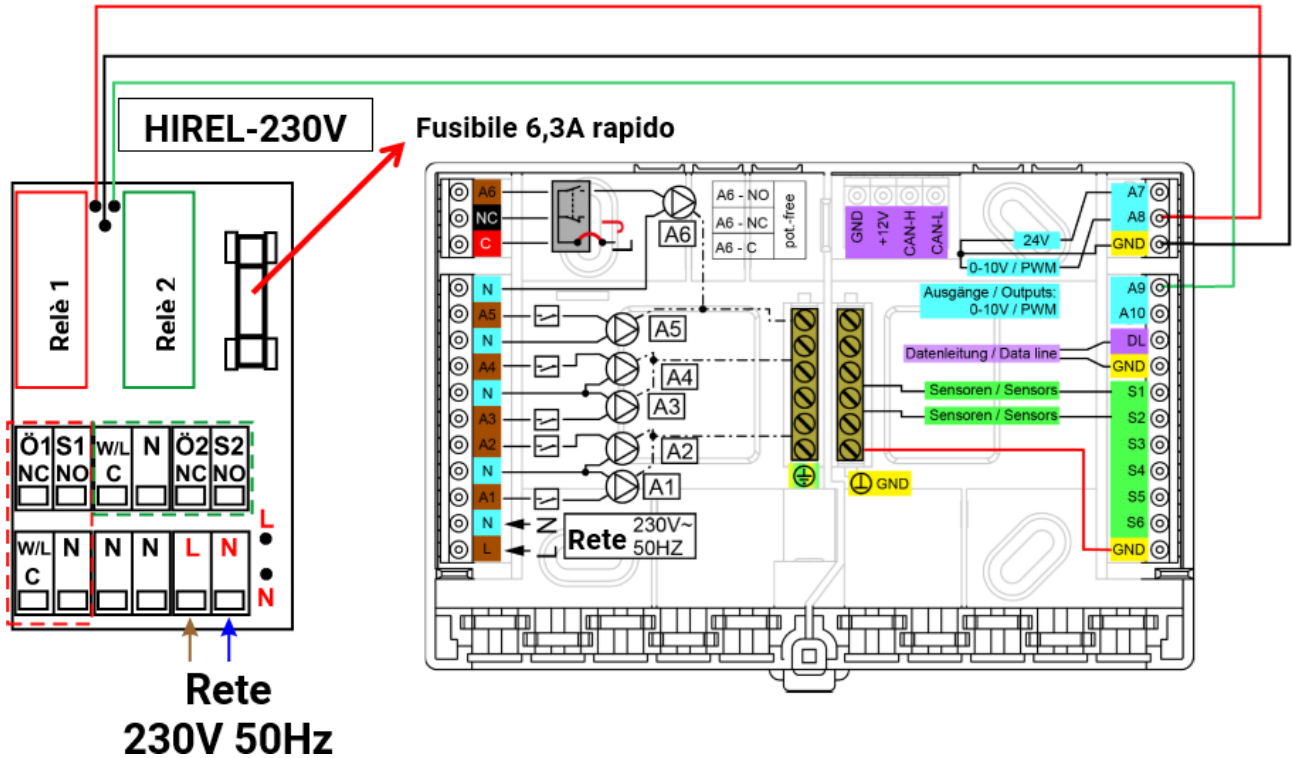 HIREL-230V
Fusibile 6,3A rapido
Relè 1
Relè 2
Ö1 S1 W/L N Ö2 S2
NC NO C NC NO
W/L N N N L N
C
L
N
Rete
230V 50Hz
A6
NC
C
N
A5
N
A4
N
A3
A2
N
A1
N
L
A6
A5
A4
A3
A2
A1
A6 - NO
A6 - NC
A6 - C
pot.-free
N
L
Rete 230V~
50HZ
GND
+12V
CAN-H
CAN-L
24V
0-10V / PWM
Ausgänge / Outputs:
0-10V / PWM
Datenleitung / Data line
Sensoren / Sensors
Sensoren / Sensors
GND
A7
A8
GND
A9
A10
DL
GND
S1
S2
S3
S4
S5
S6
GND